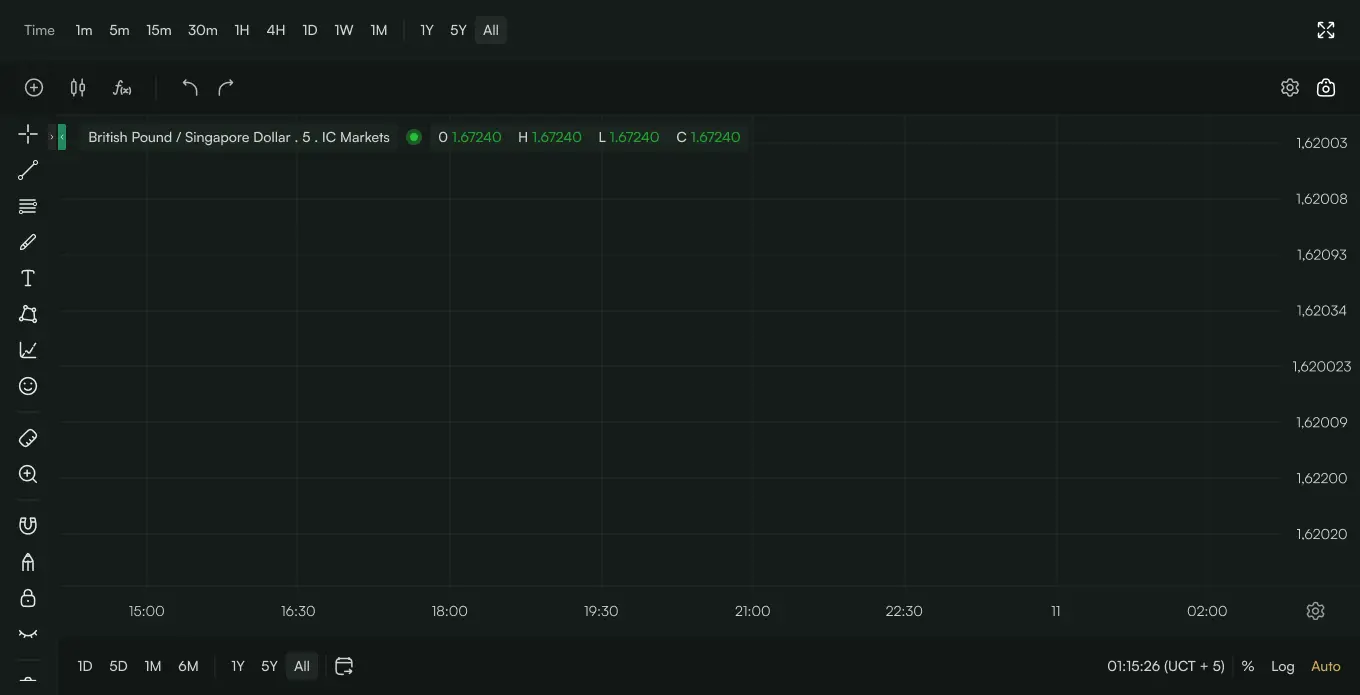 Time 1m 5m 15m 30m 1H 4H 1D 1W 1M 1Y 5Y All
f(x)
British Pound / Singapore Dollar . 5 . IC Markets O 1.67240 H 1.67240 L 1.67240 C 1.67240
1,62003
1,62008
1,62093
1,62034
1,620023
1,62009
1,62200
1,62020
15:00 16:30 18:00 19:30 21:00 22:30 11 02:00
1D 5D 1M 6M 1Y 5Y All 01:15:26 (UCT + 5) % Log Auto